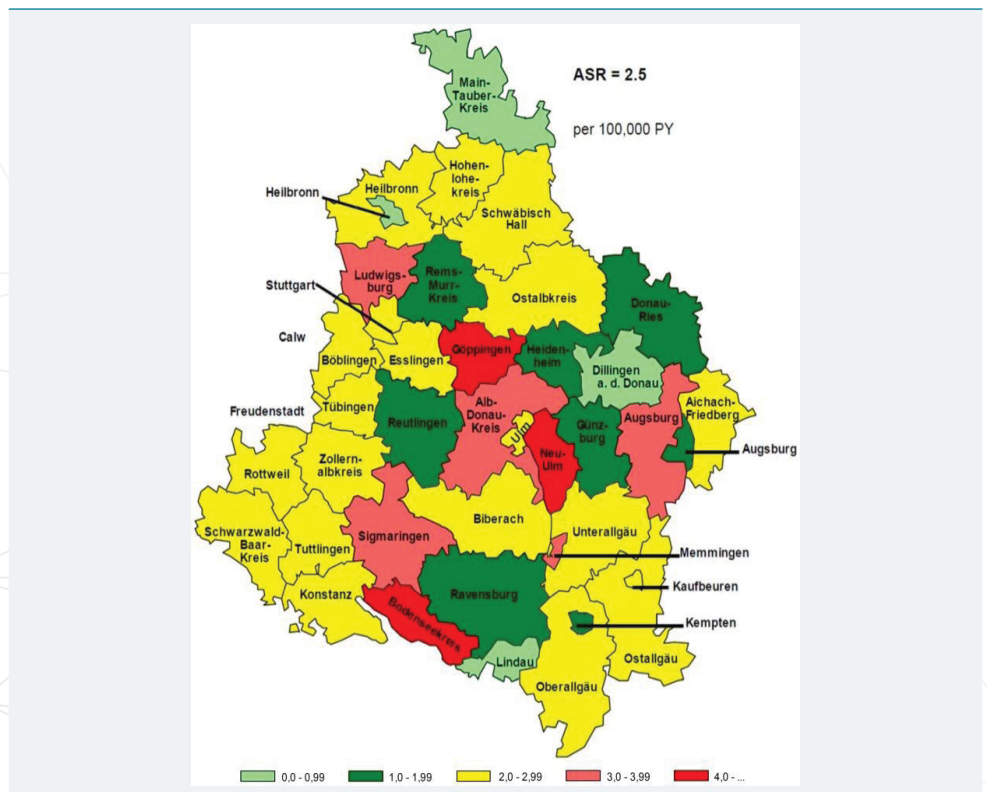 Main-
Tauber-
Kreis
ASR = 2.5
per 100,000 PY
Hohen-
lohe-
kreis
Heilbronn
Heilbronn
Schwäbisch
Hall
Ludwigs-
burg
Rems-
Murr-
Kreis
Stuttgart
Ostalbkreis
Donau-
Ries
Calw
Böblingen
Esslingen
Göppingen
Heiden-
heim
Dillingen
a. d. Donau
Freudenstadt
Tübingen
Reutlingen
Alb-
Donau-
Kreis
Ulm
Günz-
burg
Augsburg
Aichach-
Friedberg
Augsburg
Rottweil
Zollern-
albkreis
Neu-
Ulm
Schwarzwald-
Baar-
Kreis
Tuttlingen
Sigmaringen
Biberach
Unterallgäu
Memmingen
Konstanz
Bodenseekreis
Ravensburg
Kaufbeuren
Kempten
Lindau
Oberallgäu
Ostallgäu
0,0 - 0,99
1,0 - 1,99
2,0 - 2,99
3,0 - 3,99
4,0 - ...